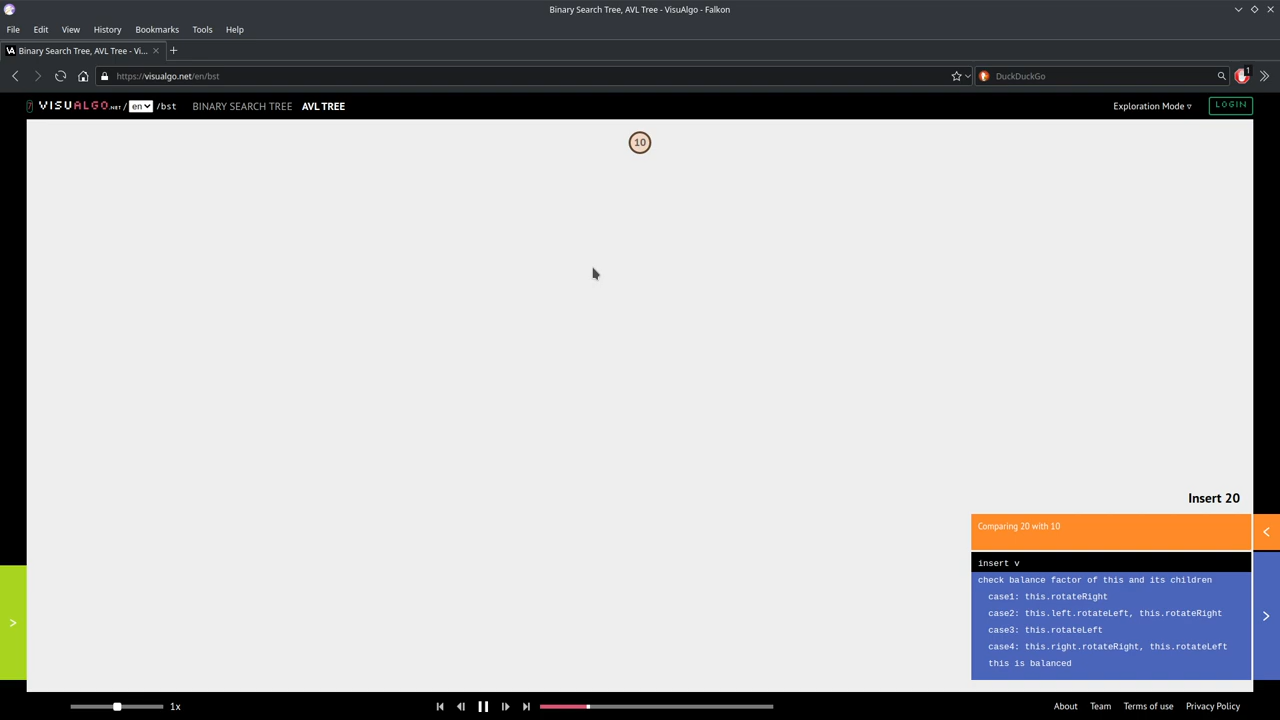 Binary Search Tree, AVL Tree - VisuAlgo - Falkon
File Edit View History Bookmarks Tools Help
Binary Search Tree, AVL Tree - Vi...
https://visualgo.net/en/bst
DuckDuckGo
1
VISUALGO.NET / en /bst BINARY SEARCH TREE AVL TREE Exploration Mode ▿ LOGIN
10
Insert 20
Comparing 20 with 10
insert v
check balance factor of this and its children
case1: this.rotateRight
case2: this.left.rotateLeft, this.rotateRight
case3: this.rotateLeft
case4: this.right.rotateRight, this.rotateLeft
this is balanced
1x
About Team Terms of use Privacy Policy